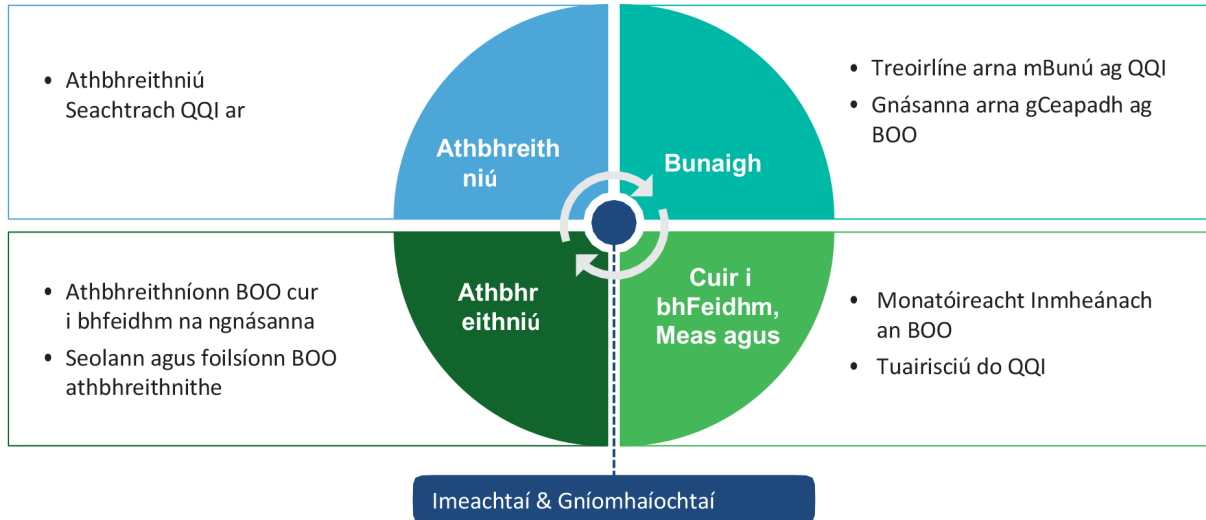 • Athbhreithniú
Seachtrach QQI ar
Athbhreith
niú
Bunaigh
• Treoirlíne arna mBunú ag QQI
• Gnásanna arna gCeapadh ag
BOO
• Athbhreithníonn BOO cur
i bhfeidhm na ngnásanna
• Seolann agus foilsíonn BOO
athbhreithnithe
Athbhr
eithniú
Cuir i
bhFeidhm,
Meas agus
• Monatóireacht Inmheánach
an BOO
• Tuairisciú do QQI
Imeachtaí & Gníomhaíochtaí